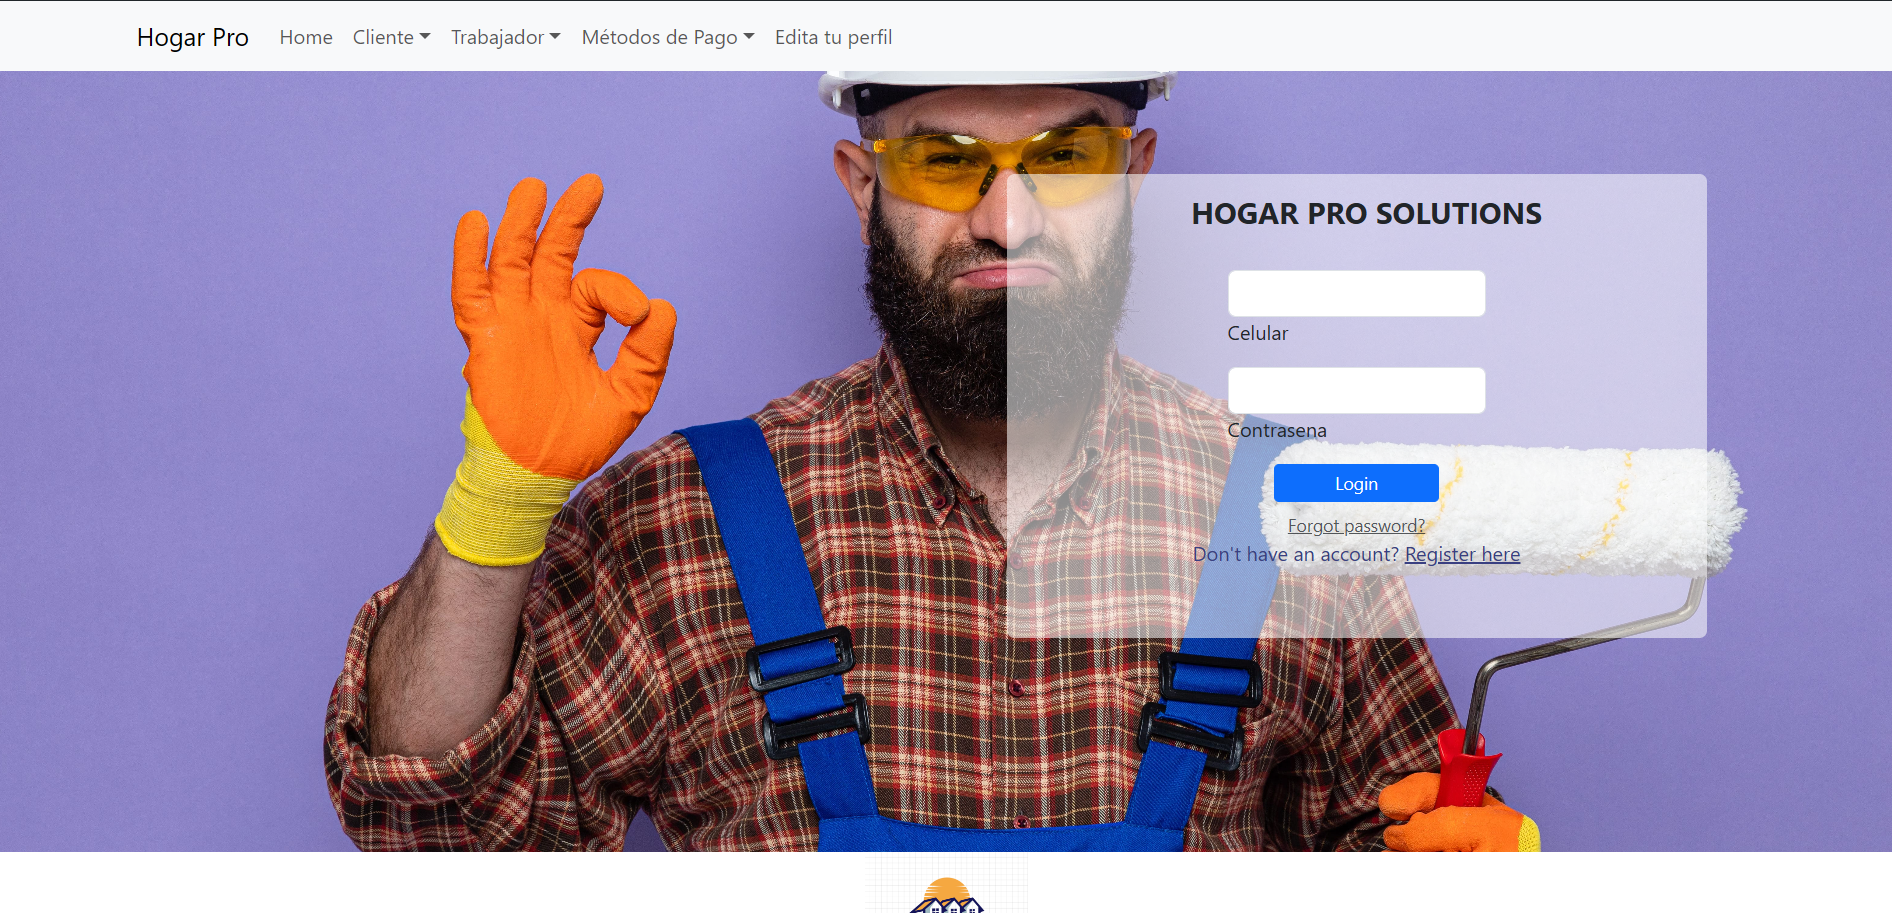 Hogar Pro Home Cliente Trabajador Métodos de Pago Edita tu perfil
HOGAR PRO SOLUTIONS
Celular
Contrasena
Login
Forgot password?
Don't have an account? Register here